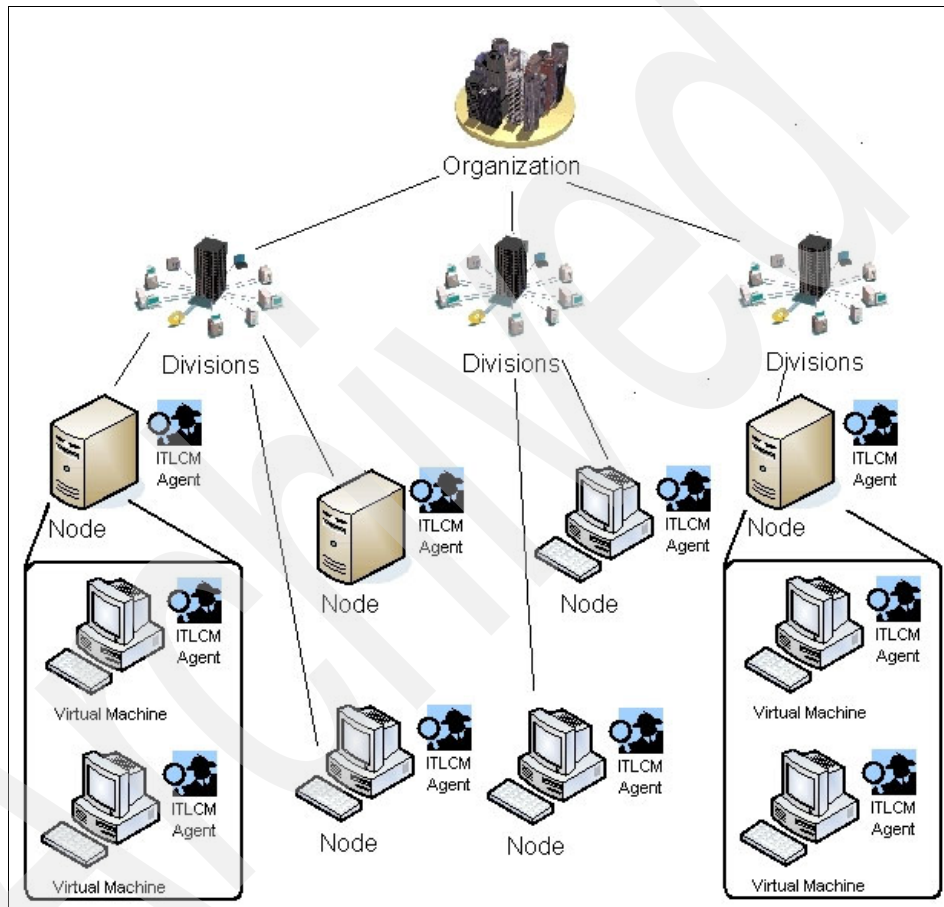 Organization
Divisions
Divisions
Divisions
ITLCM
Agent
Node
ITLCM
Agent
Node
ITLCM
Agent
Node
ITLCM
Agent
Node
ITLCM
Agent
Virtual Machine
ITLCM
Agent
Virtual Machine
ITLCM
Agent
Node
ITLCM
Agent
Node
ITLCM
Agent
Virtual Machine
ITLCM
Agent
Virtual Machine
Archived